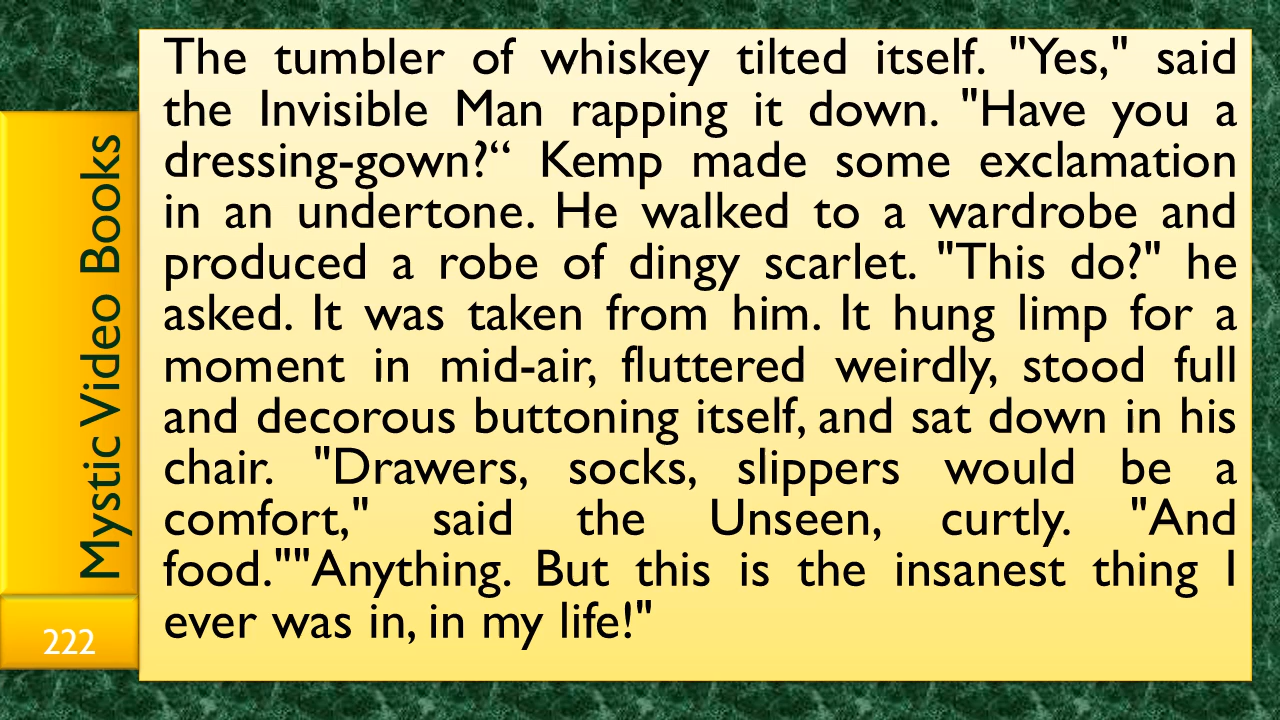 The tumbler of whiskey tilted itself. "Yes," said
the Invisible Man rapping it down. "Have you a
dressing-gown?“ Kemp made some exclamation
in an undertone. He walked to a wardrobe and
produced a robe of dingy scarlet. "This do?" he
asked. It was taken from him. It hung limp for a
moment in mid-air, fluttered weirdly, stood full
and decorous buttoning itself, and sat down in his
chair. "Drawers, socks, slippers would be a
comfort," said the Unseen, curtly. "And
food.""Anything. But this is the insanest thing I
ever was in, in my life!"
Mystic Video Books
222